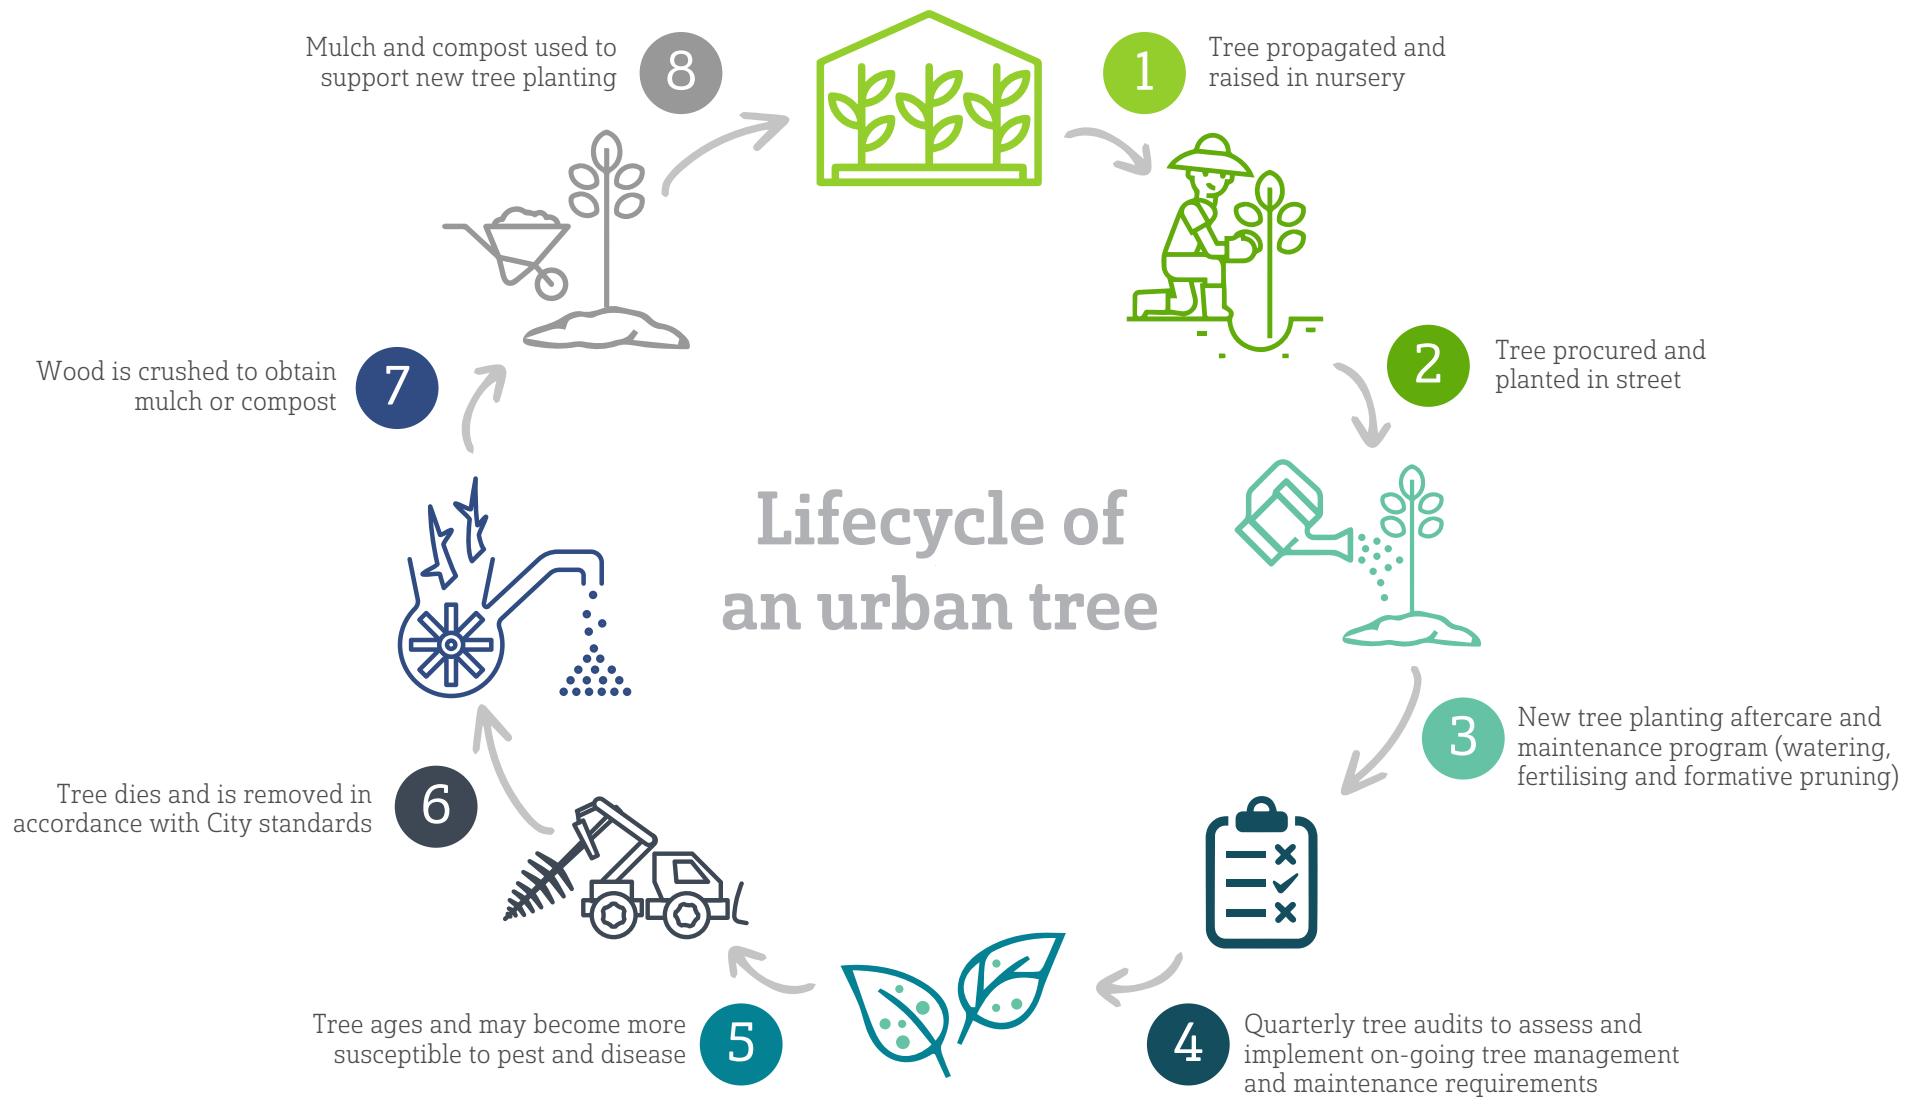 Lifecycle of
an urban tree
1
Tree propagated and
raised in nursery
2
Tree procured and
planted in street
3
New tree planting aftercare and
maintenance program (watering,
fertilising and formative pruning)
4
Quarterly tree audits to assess and
implement on-going tree management
and maintenance requirements
5
Tree ages and may become more
susceptible to pest and disease
6
Tree dies and is removed in
accordance with City standards
7
Wood is crushed to obtain
mulch or compost
8
Mulch and compost used to
support new tree planting